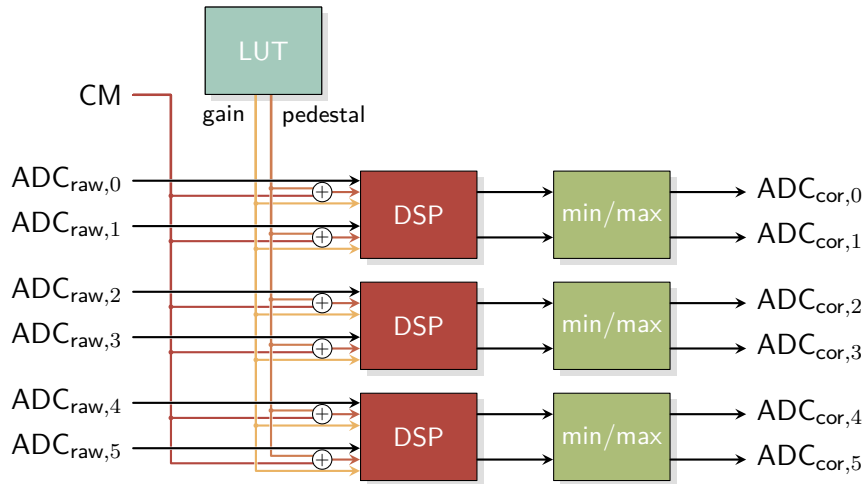 LUT
CM
gain pedestal
ADCraw,0 ADCcor,0
DSP min/max
ADCraw,1 ADCcor,1
ADCraw,2 ADCcor,2
DSP min/max
ADCraw,3 ADCcor,3
ADCraw,4 ADCcor,4
DSP min/max
ADCraw,5 ADCcor,5